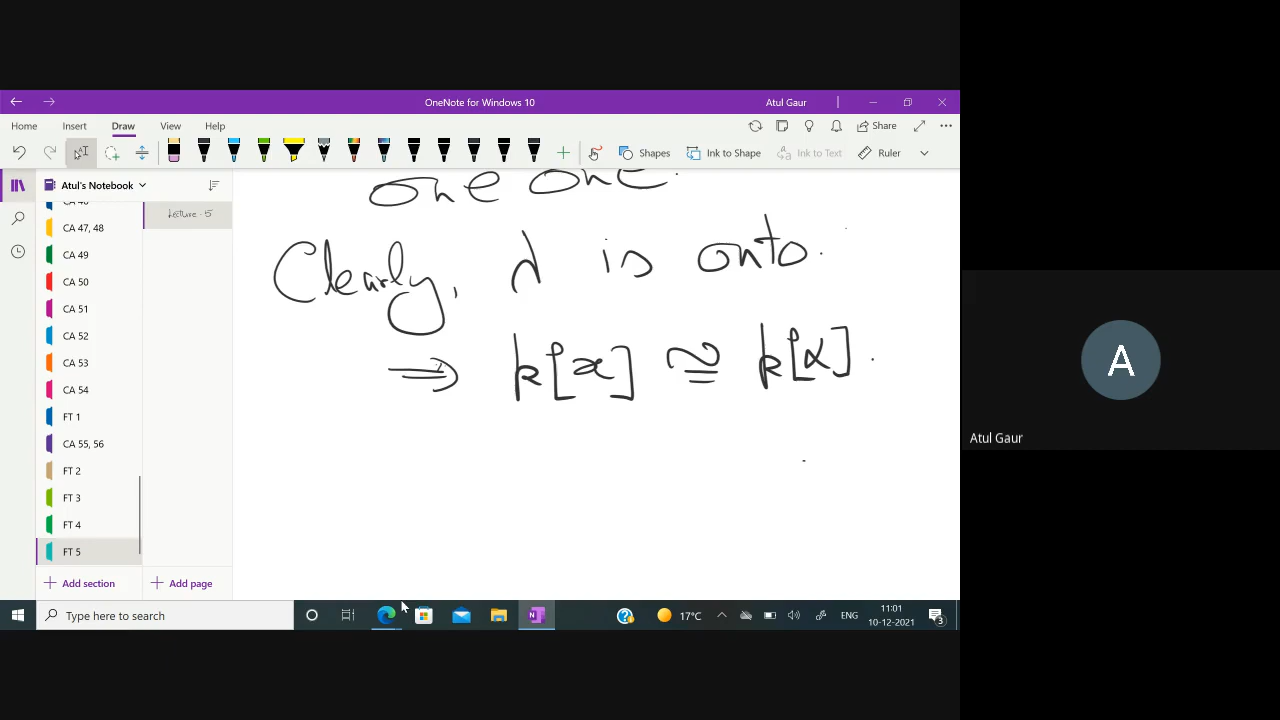 OneNote for Windows 10
Atul Gaur
Home Insert Draw View Help
Share
Shapes
Ink to Shape
Ink to Text
Ruler
Atul's Notebook
CA 46
CA 47, 48
CA 49
CA 50
CA 51
CA 52
CA 53
CA 54
FT 1
CA 55, 56
FT 2
FT 3
FT 4
FT 5
Add section
Lecture - 5
Add page
one one.
Clearly, λ is onto.
⇒ k[x] ≅ k[α].
A
Atul Gaur
Type here to search
17°C
ENG
11:01
10-12-2021
3